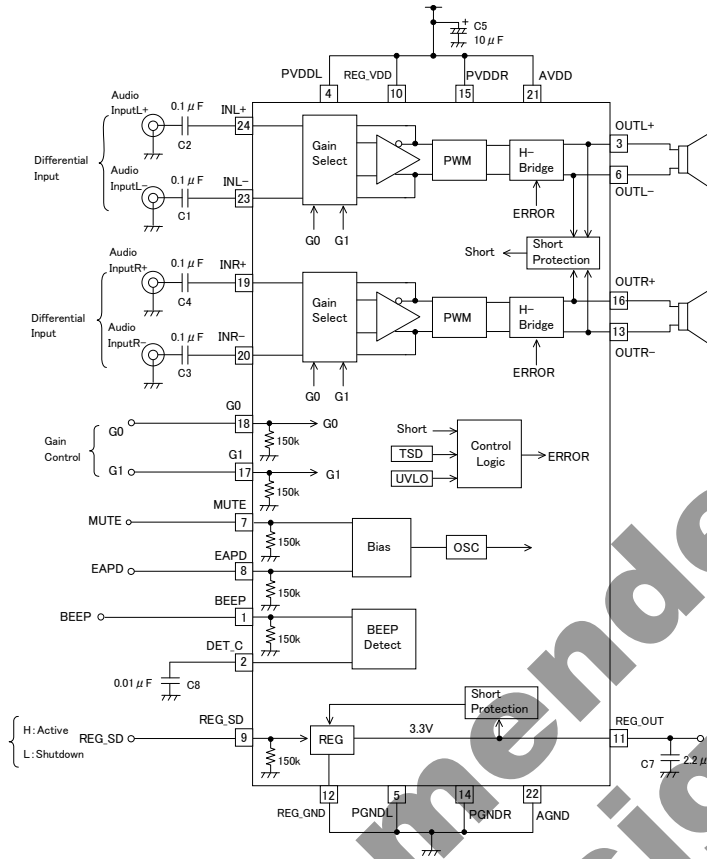 + C5
10μF
PVDDL REG_VDD PVDDR AVDD
4 10 15 21
Audio
InputL+
0.1μF
C2
INL+
24
Differential
Input
Audio
InputL-
0.1μF
C1
INL-
23
Gain
Select
G0 G1
PWM
H-
Bridge
ERROR
OUTL+
3
6
OUTL-
Short
Short
Protection
Audio
InputR+
0.1μF
C4
INR+
19
Differential
Input
Audio
InputR-
0.1μF
C3
INR-
20
Gain
Select
G0 G1
PWM
H-
Bridge
ERROR
OUTR+
16
13
OUTR-
Gain
Control
G0
18
G0
150k
G1
G1
17
G1
150k
Short
TSD
UVLO
Control
Logic
ERROR
MUTE
MUTE
7
150k
EAPD
EAPD
8
150k
Bias
OSC
BEEP
BEEP
1
150k
DET_C
2
0.01μF C8
BEEP
Detect
H:Active
L:Shutdown
REG_SD
REG_SD
9
150k
REG
3.3V
Short
Protection
REG_OUT
11
C7 2.2μ
12 5 14 22
REG_GND PGNDL PGNDR AGND
mende
sig